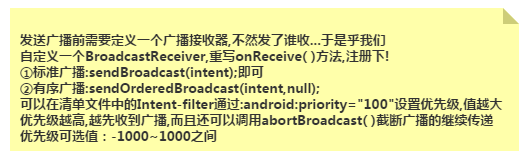 发送广播前需要定义一个广播接收器,不然发了谁收...于是乎我们
自定义一个BroadcastReceiver,重写onReceive( )方法,注册下!
①标准广播:sendBroadcast(intent);即可
②有序广播:sendOrderedBroadcast(intent,null);
可以在清单文件中的Intent-filter通过:android:priority="100"设置优先级,值越大
优先级越高,越先收到广播,而且还可以调用abortBroadcast( )截断广播的继续传递
优先级可选值：-1000~1000之间